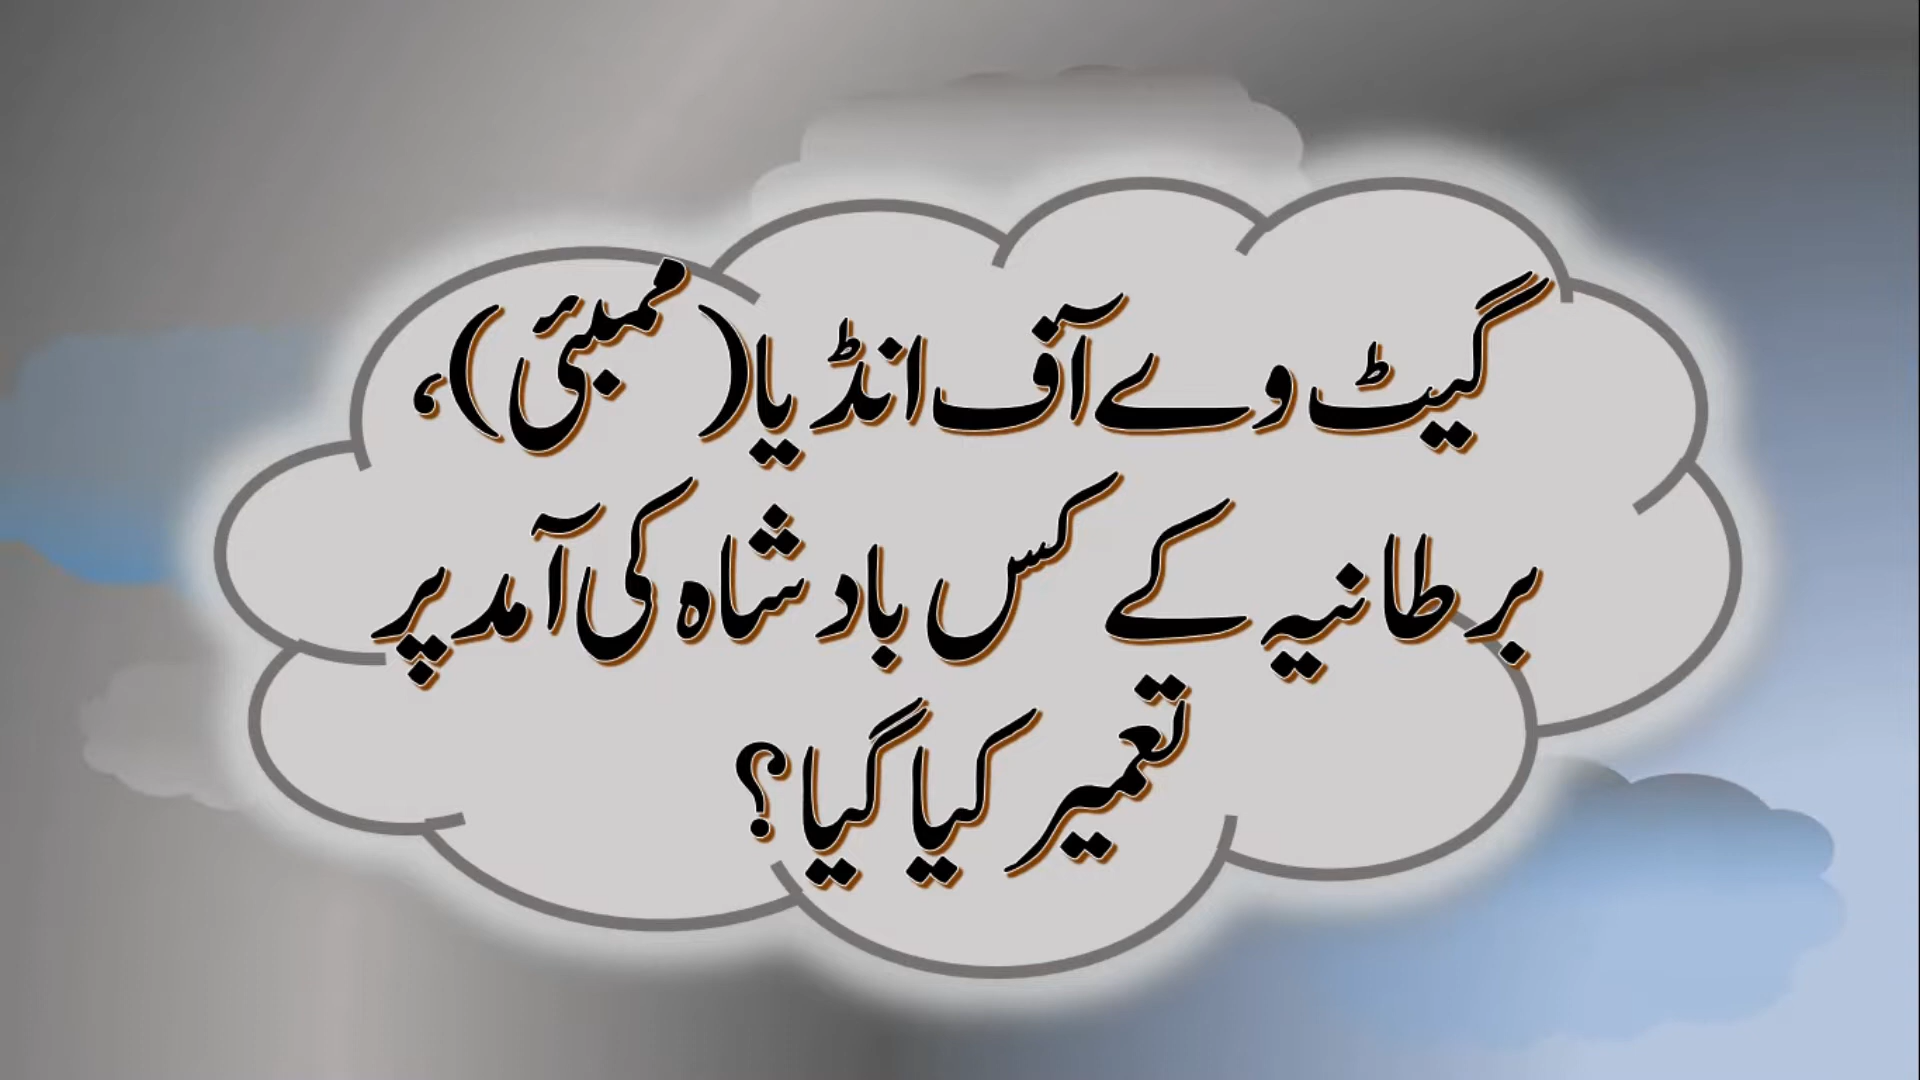 گیٹ وے آف انڈیا (ممبئی)،
برطانیہ کے کس بادشاہ کی آمد پر
تعمیر کیا گیا؟